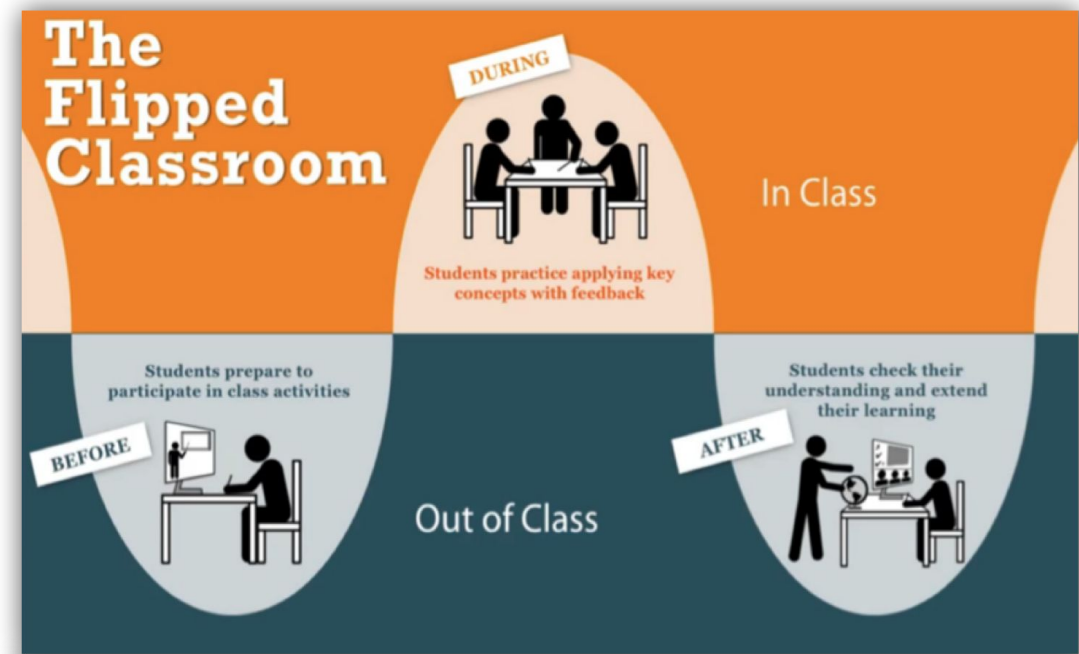 The
Flipped
Classroom
DURING
In Class
Students practice applying key
concepts with feedback
Students prepare to
participate in class activities
BEFORE
Out of Class
Students check their
understanding and extend
their learning
AFTER